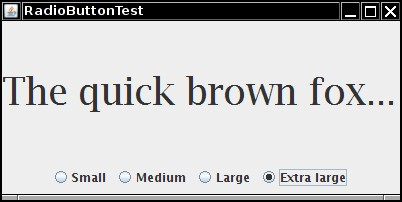 RadioButtonTest
The quick brown fox...
Small Medium Large Extra large